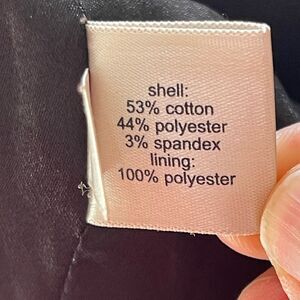 shell:
53% cotton
44% polyester
3% spandex
lining:
100% polyester